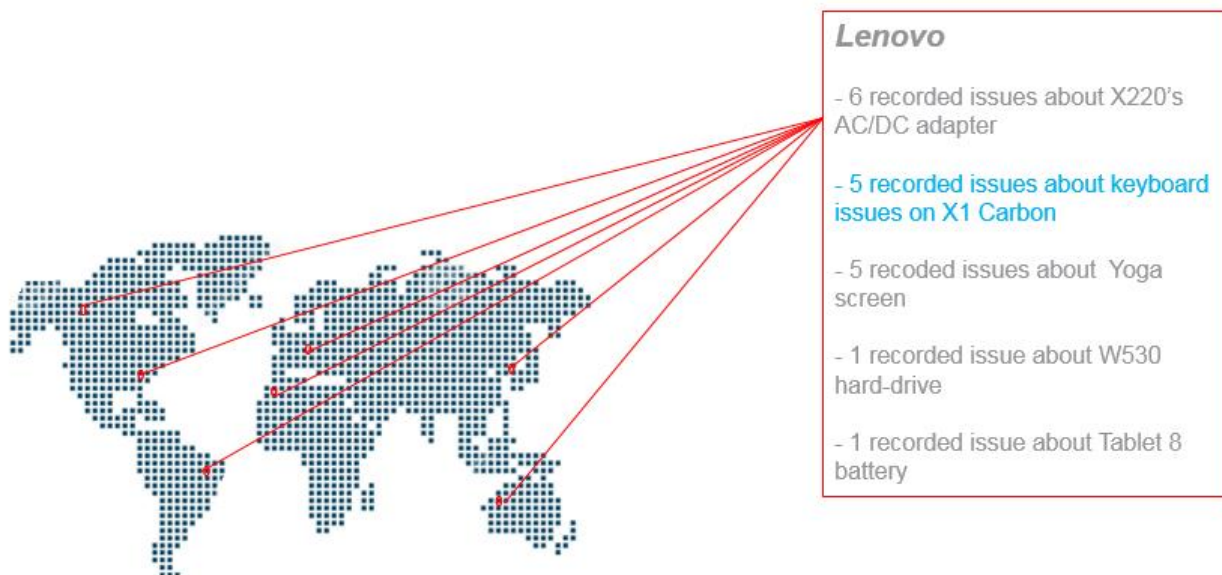 Lenovo
- 6 recorded issues about X220's
AC/DC adapter
- 5 recorded issues about keyboard
issues on X1 Carbon
- 5 recoded issues about  Yoga
screen
- 1 recorded issue about W530
hard-drive
- 1 recorded issue about Tablet 8
battery